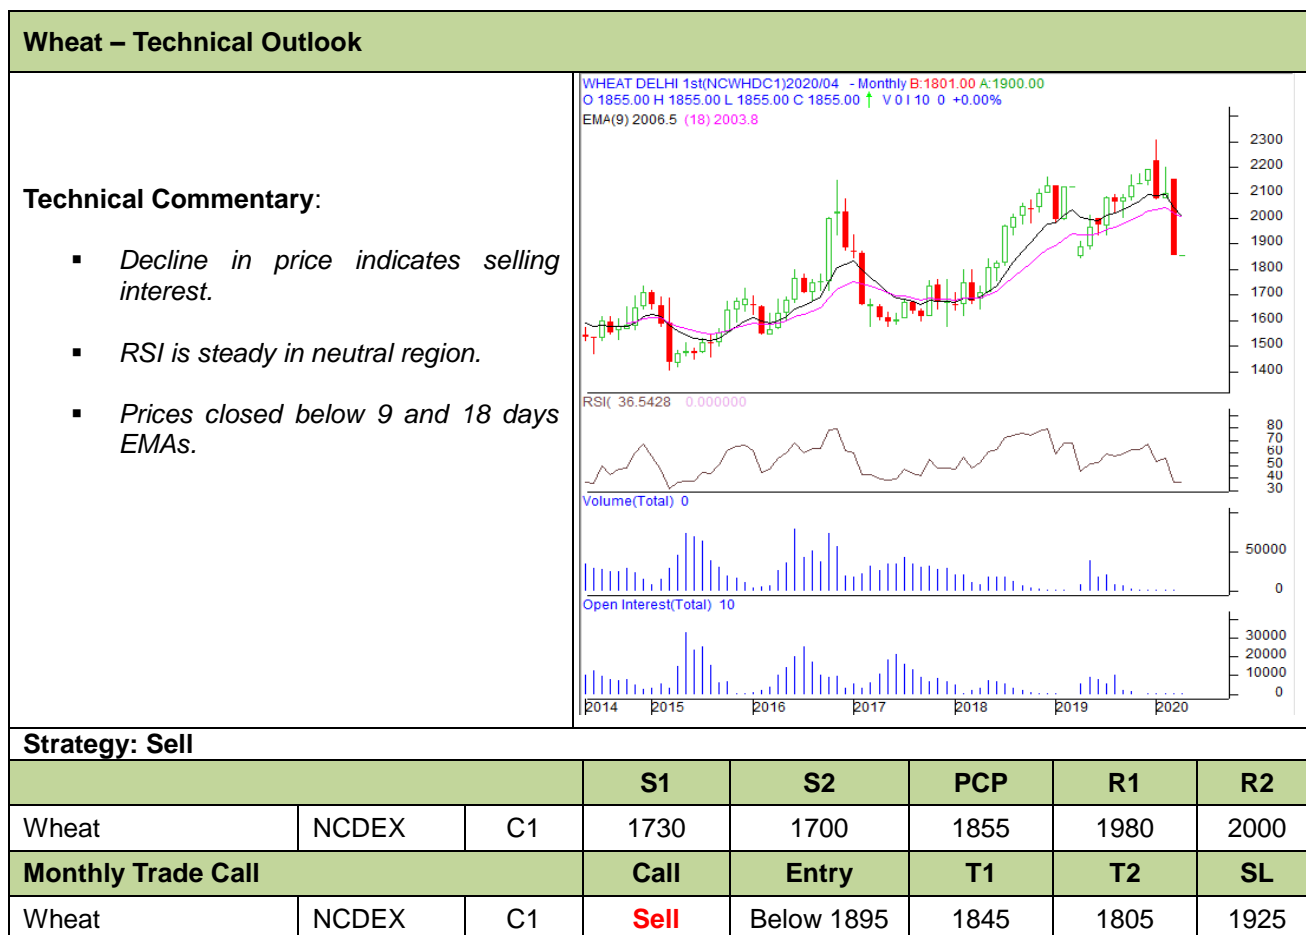 Wheat – Technical Outlook
Technical Commentary:
▪ Decline in price indicates selling
interest.
▪ RSI is steady in neutral region.
▪ Prices closed below 9 and 18 days
EMAs.
WHEAT DELHI 1st(NCWHDC1)2020/04 - Monthly B:1801.00 A:1900.00
O 1855.00 H 1855.00 L 1855.00 C 1855.00 ↑ V 0 I 10 0 +0.00%
EMA(9) 2006.5 (18) 2003.8
2300
2200
2100
2000
1900
1800
1700
1600
1500
1400
RSI( 36.5428 0.000000
80
70
60
50
40
30
Volume(Total) 0
50000
0
Open Interest(Total) 10
30000
20000
10000
0
2014 2015 2016 2017 2018 2019 2020
Strategy: Sell
S1 S2 PCP R1 R2
Wheat NCDEX C1 1730 1700 1855 1980 2000
Monthly Trade Call Call Entry T1 T2 SL
Wheat NCDEX C1 Sell Below 1895 1845 1805 1925